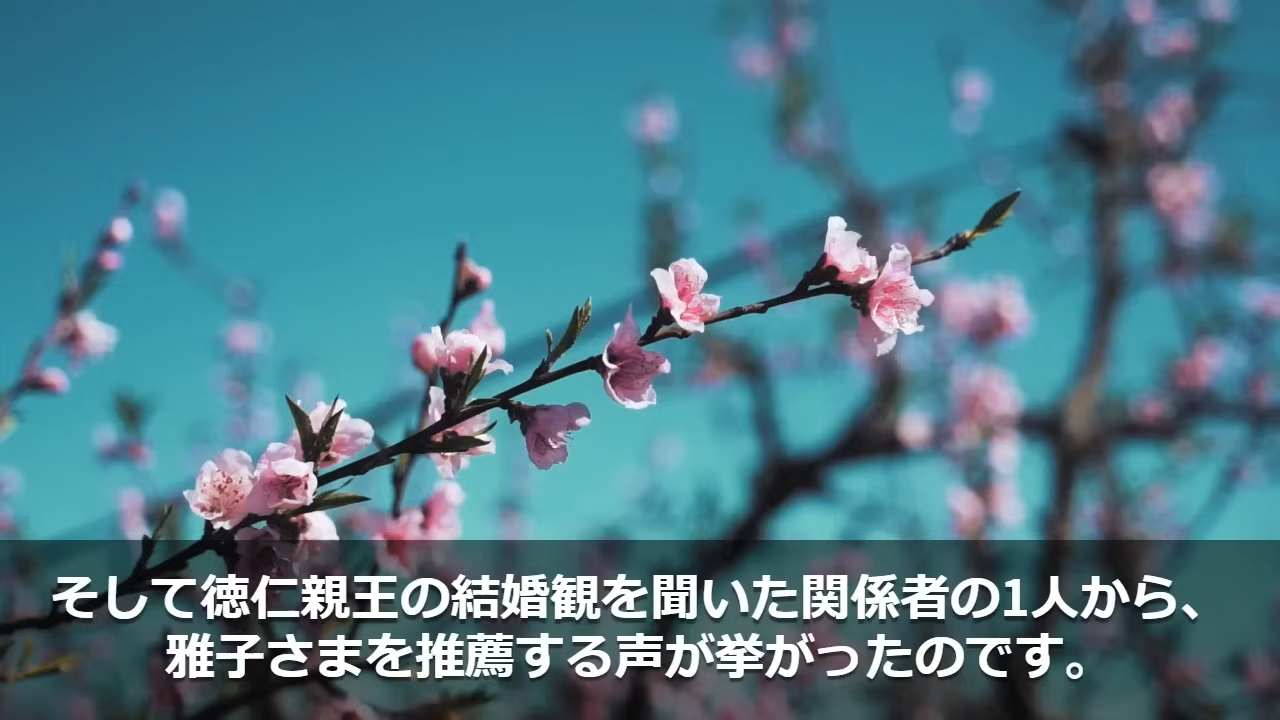 そして徳仁親王の結婚観を聞いた関係者の1人から、
雅子さまを推薦する声が挙がったのです。